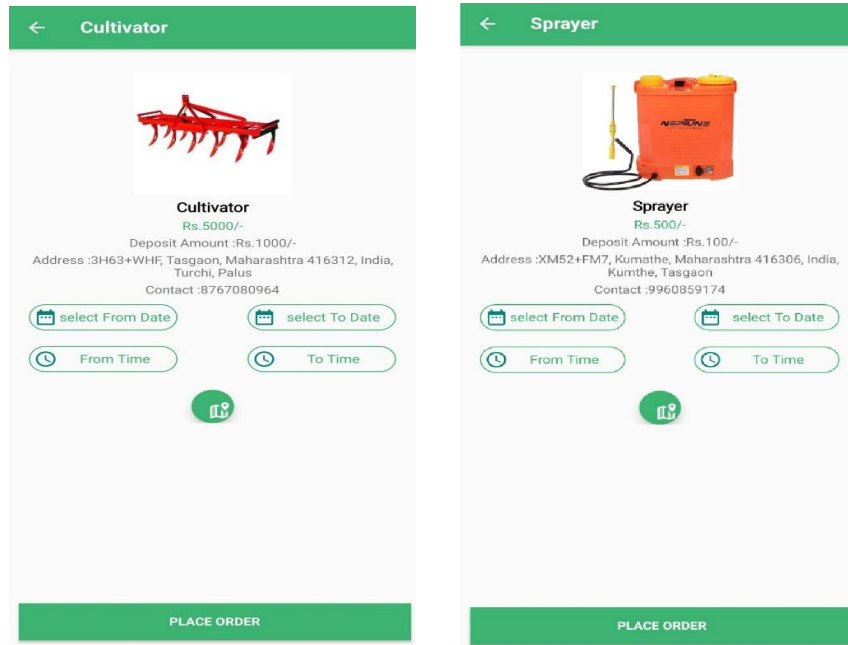 Cultivator
Cultivator
Rs.5000/-
Deposit Amount :Rs.1000/-
Address :3H63+WHF, Tasgaon, Maharashtra 416312, India,
Turchi, Palus
Contact :8767080964
select From Date
select To Date
From Time
To Time
PLACE ORDER
Sprayer
NEPTUNE
Sprayer
Rs.500/-
Deposit Amount :Rs.100/-
Address :XM52+FM7, Kumathe, Maharashtra 416306, India,
Kumthe, Tasgaon
Contact :9960859174
select From Date
select To Date
From Time
To Time
PLACE ORDER